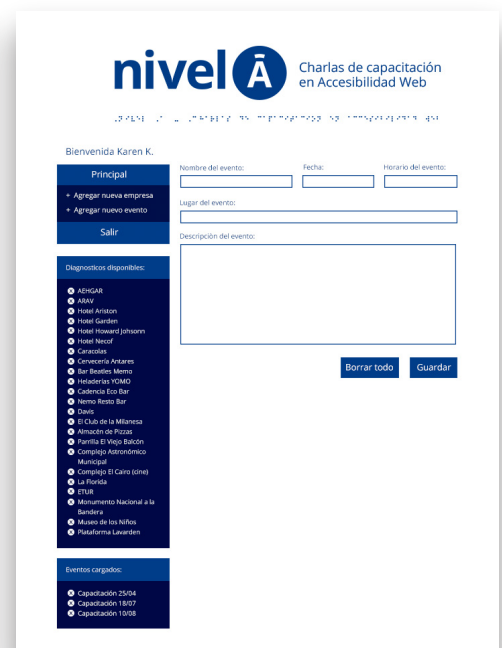 nivel Ā
Charlas de capacitación
en Accesibilidad Web
Bienvenida Karen K.
Principal
+ Agregar nueva empresa
+ Agregar nuevo evento
Salir
Diagnosticos disponibles:
AEHGAR
ARAV
Hotel Ariston
Hotel Garden
Hotel Howard Johsonn
Hotel Necof
Caracolas
Cervecería Antares
Bar Beatles Memo
Heladerías YOMO
Cadencia Eco Bar
Nemo Resto Bar
Davis
El Club de la Milanesa
Almacén de Pizzas
Parrilla El Viejo Balcón
Complejo Astronómico
Municipal
Complejo El Cairo (cine)
La Florida
ETUR
Monumento Nacional a la
Bandera
Museo de los Niños
Plataforma Lavarden
Eventos cargados:
Capacitación 25/04
Capacitación 18/07
Capacitación 10/08
Nombre del evento:
Fecha:
Horario del evento:
Lugar del evento:
Descripción del evento:
Borrar todo
Guardar